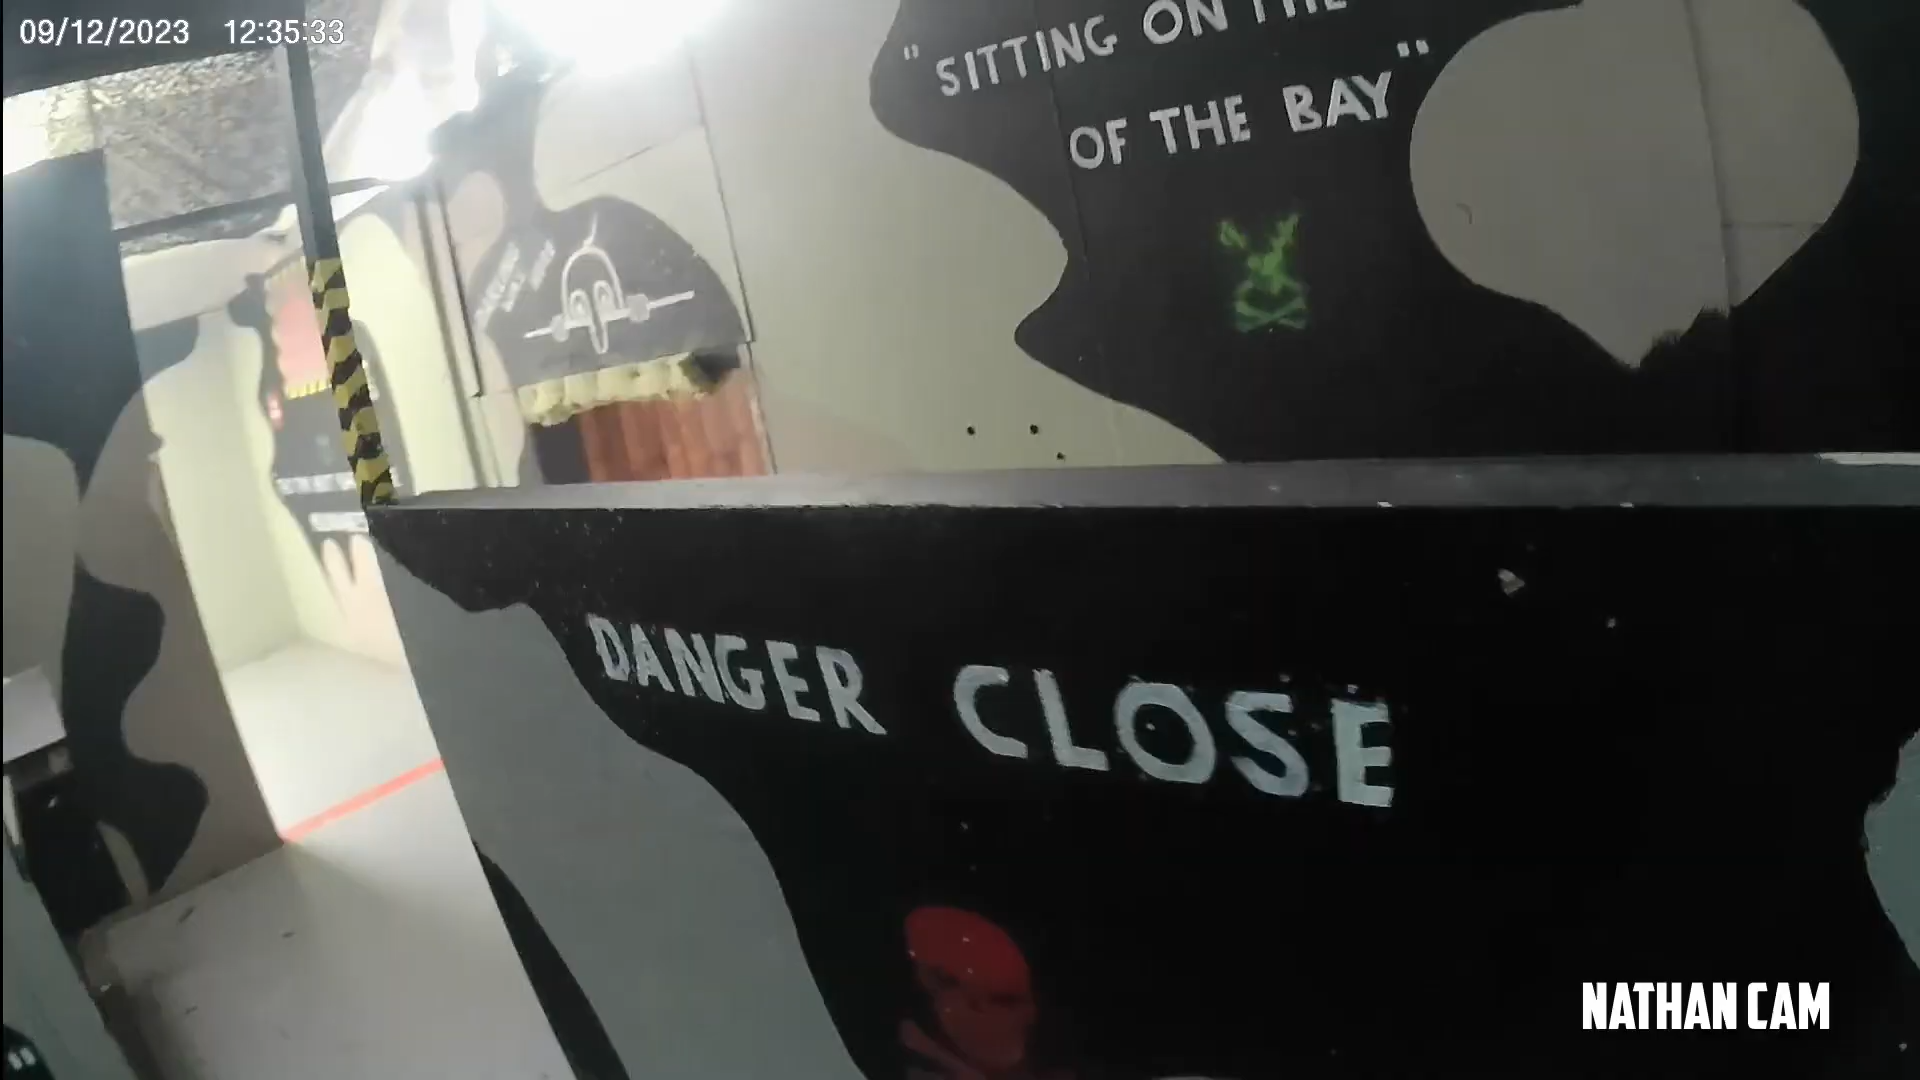 09/12/2023 12:35:33
"SITTING ON THE
OF THE BAY"
DANGER CLOSE
NATHAN CAM